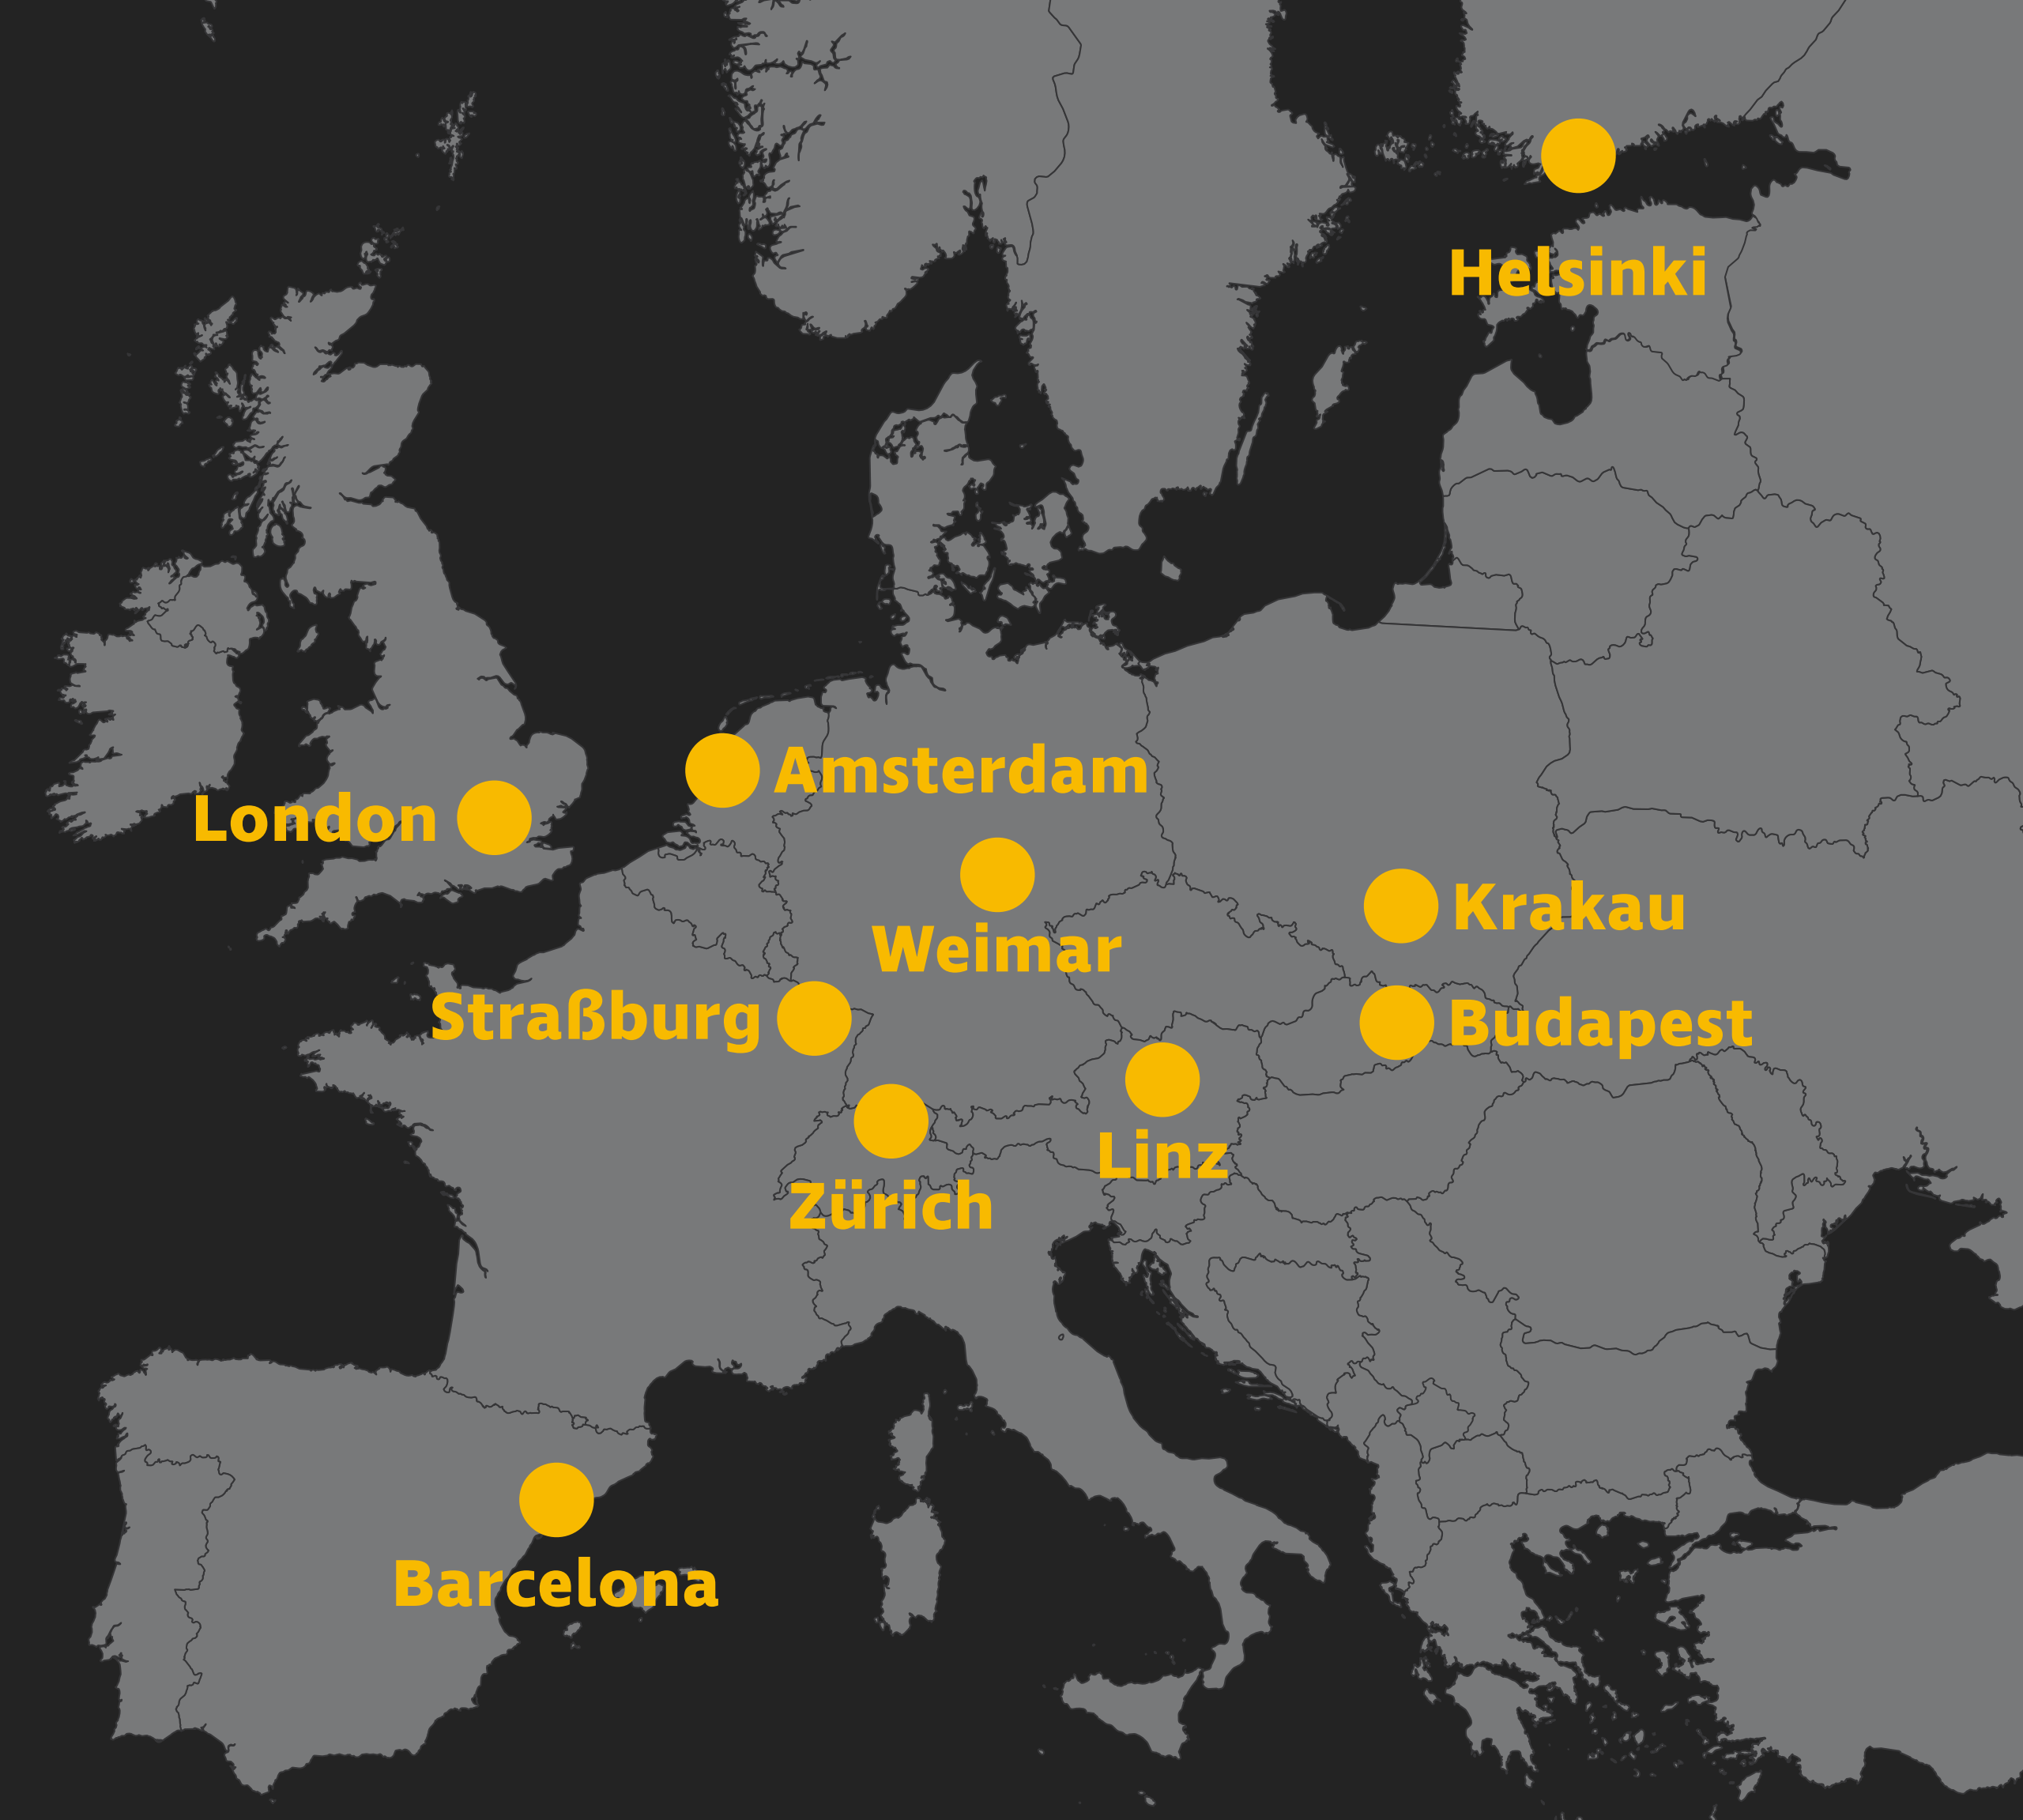 Helsinki
Amsterdam
London
Weimar
Krakau
Straßburg
Budapest
Linz
Zürich
Barcelona